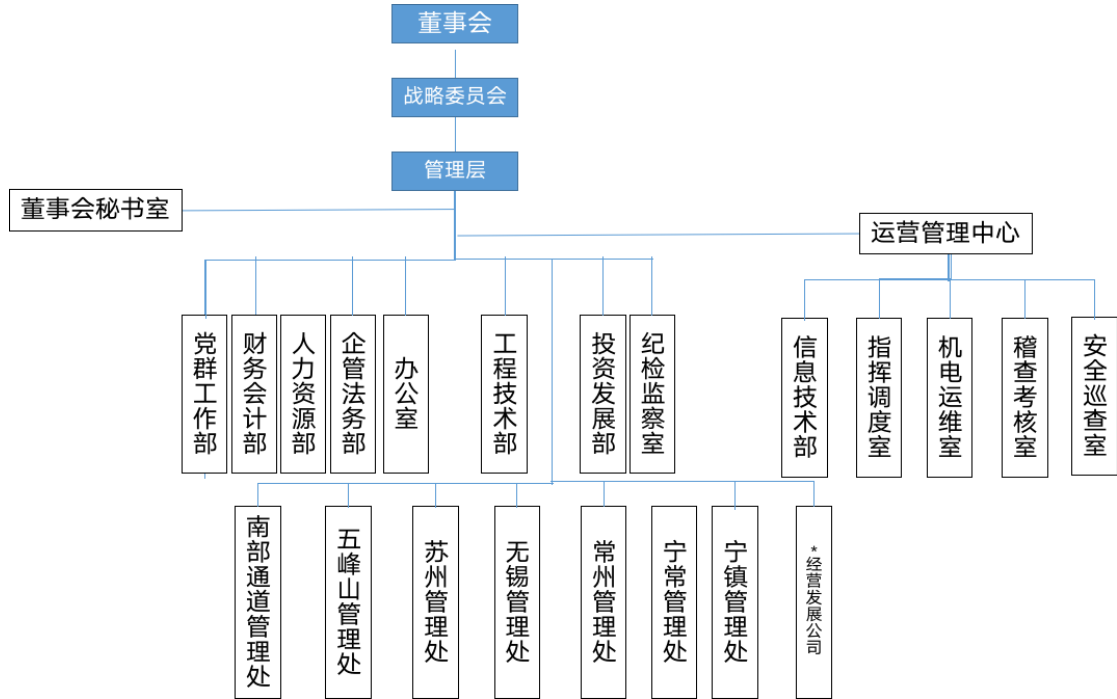 董事会
战略委员会
管理层
董事会秘书室
运营管理中心
党群工作部
财务会计部
人力资源部
企管法务部
办公室
工程技术部
投资发展部
纪检监察室
信息技术部
指挥调度室
机电运维室
稽查考核室
安全巡查室
南部通道管理处
五峰山管理处
苏州管理处
无锡管理处
常州管理处
宁常管理处
宁镇管理处
*经营发展公司